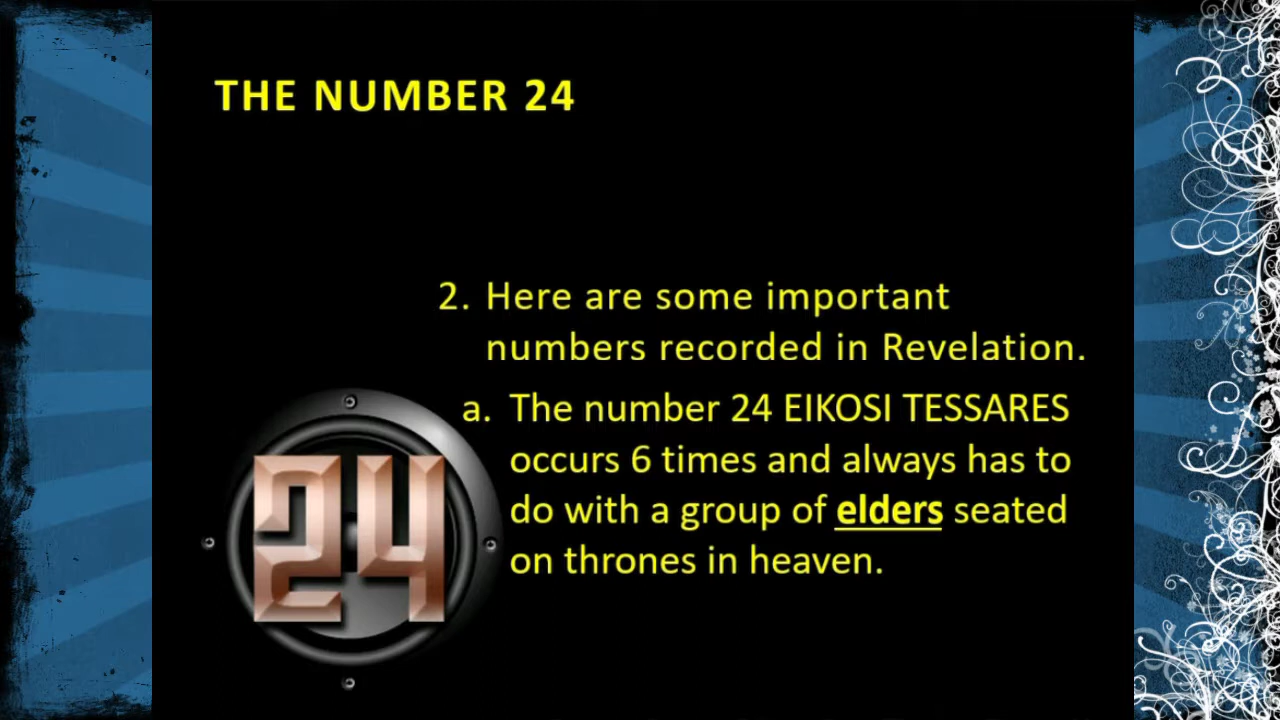 THE NUMBER 24
2. Here are some important
numbers recorded in Revelation.
a. The number 24 EIKOSI TESSARES
occurs 6 times and always has to
do with a group of elders seated
on thrones in heaven.
24